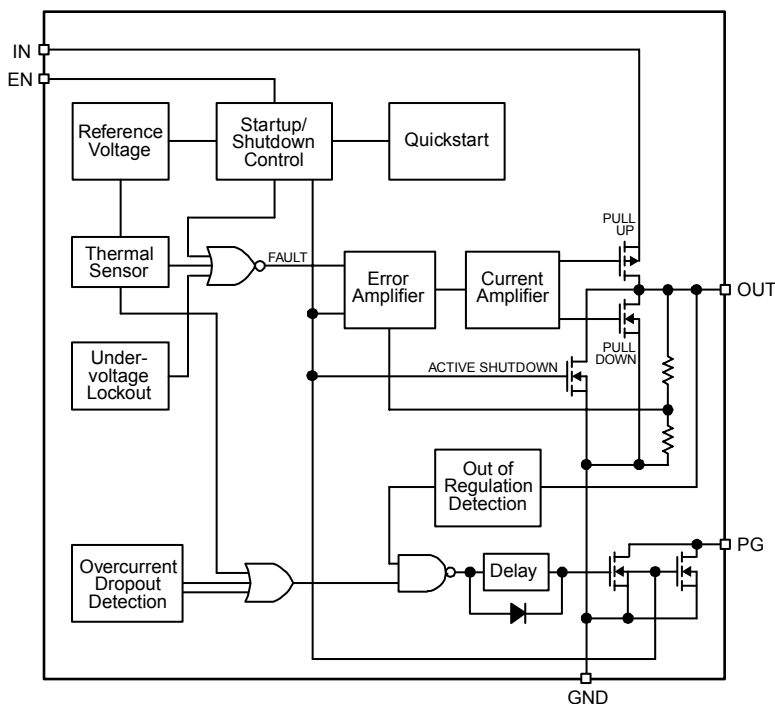 IN
EN
Reference
Voltage
Startup/
Shutdown
Control
Quickstart
PULL
UP
Thermal
Sensor
FAULT
Error
Amplifier
Current
Amplifier
OUT
PULL
DOWN
Under-
voltage
Lockout
ACTIVE SHUTDOWN
Out of
Regulation
Detection
PG
Overcurrent
Dropout
Detection
Delay
GND